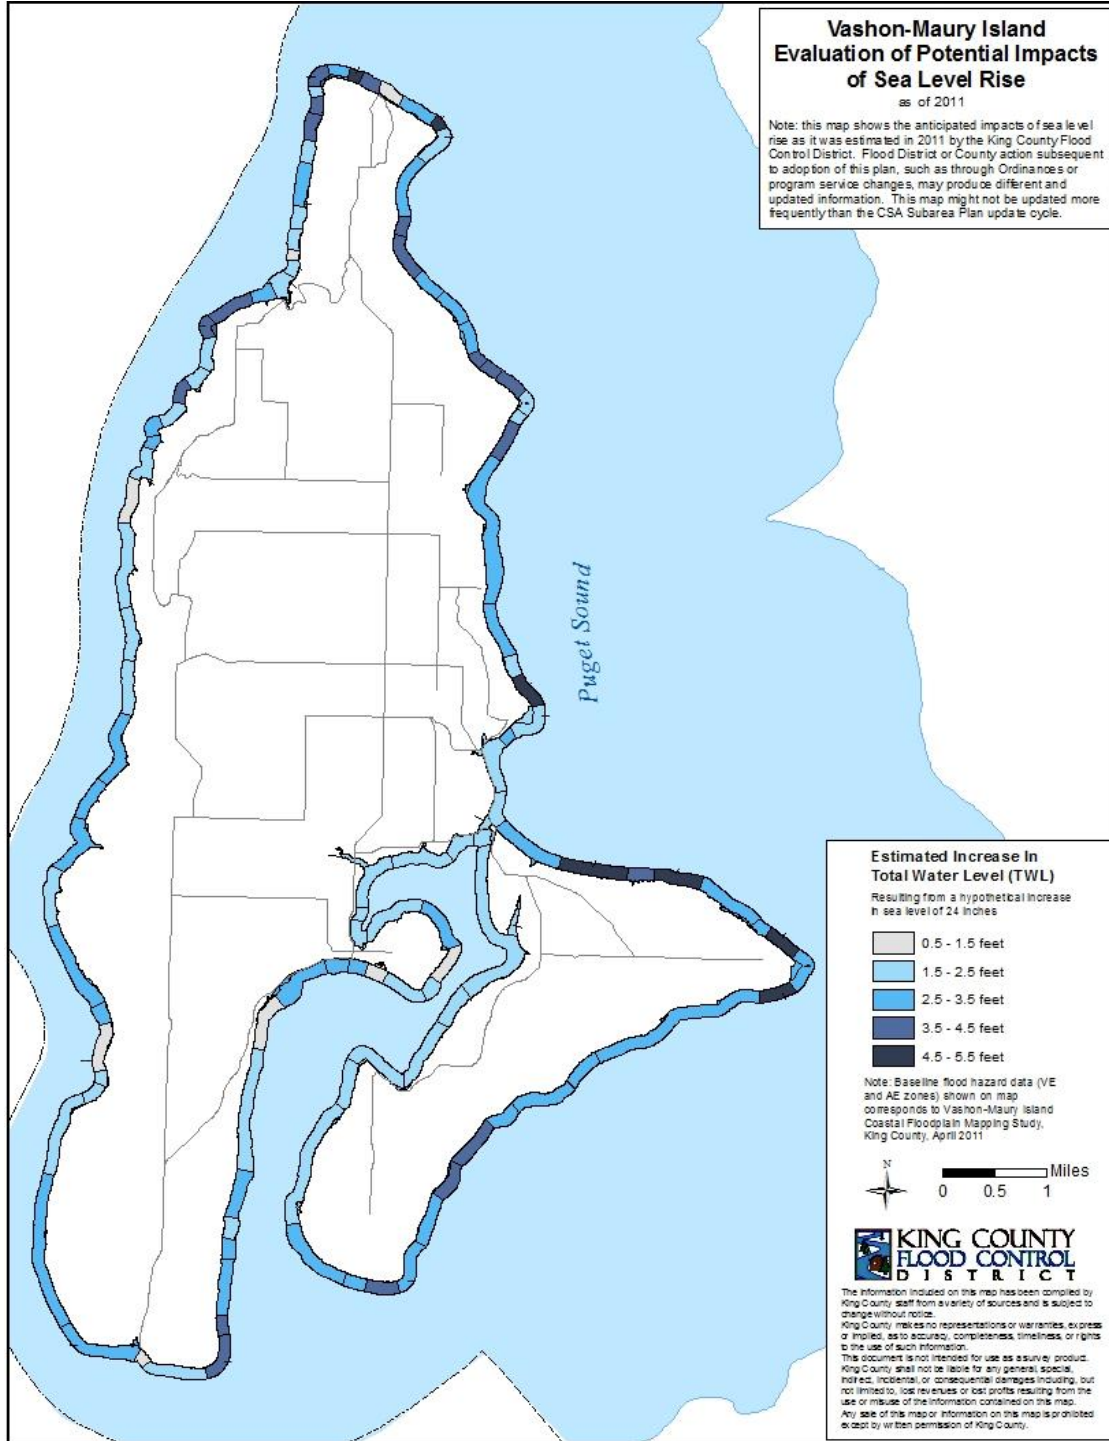 Vashon-Maury Island
Evaluation of Potential Impacts
of Sea Level Rise
as of 2011
Note: this map shows the anticipated impacts of sea level
rise as it was estimated in 2011 by the King County Flood
Control District. Flood District or County action subsequent
to adoption of this plan, such as through Ordinances or
program service changes, may produce different and
updated information. This map might not be updated more
frequently than the CSA Subarea Plan update cycle.
Puget Sound
Estimated Increase In
Total Water Level (TWL)
Resulting from a hypothetical increase
in sea level of 24 inches
0.5 - 1.5 feet
1.5 - 2.5 feet
2.5 - 3.5 feet
3.5 - 4.5 feet
4.5 - 5.5 feet
Note: Baseline flood hazard data (VE
and AE zones) shown on map
corresponds to Vashon-Maury Island
Coastal Floodplain Mapping Study,
King County, April 2011
N
Miles
0 0.5 1
KING COUNTY
FLOOD CONTROL
DISTRICT
The information included on this map has been compiled by
King County staff from a variety of sources and is subject to
change without notice.
King County makes no representations or warranties, express
or implied, as to accuracy, completeness, timeliness, or rights
to the use of such information.
This document is not intended for use as a survey product.
King County shall not be liable for any general, special,
indirect, incidental, or consequential damages including, but
not limited to, lost revenues or lost profits resulting from the
use or misuse of the information contained on this map.
Any sale of this map or information on this map is prohibited
except by written permission of King County.